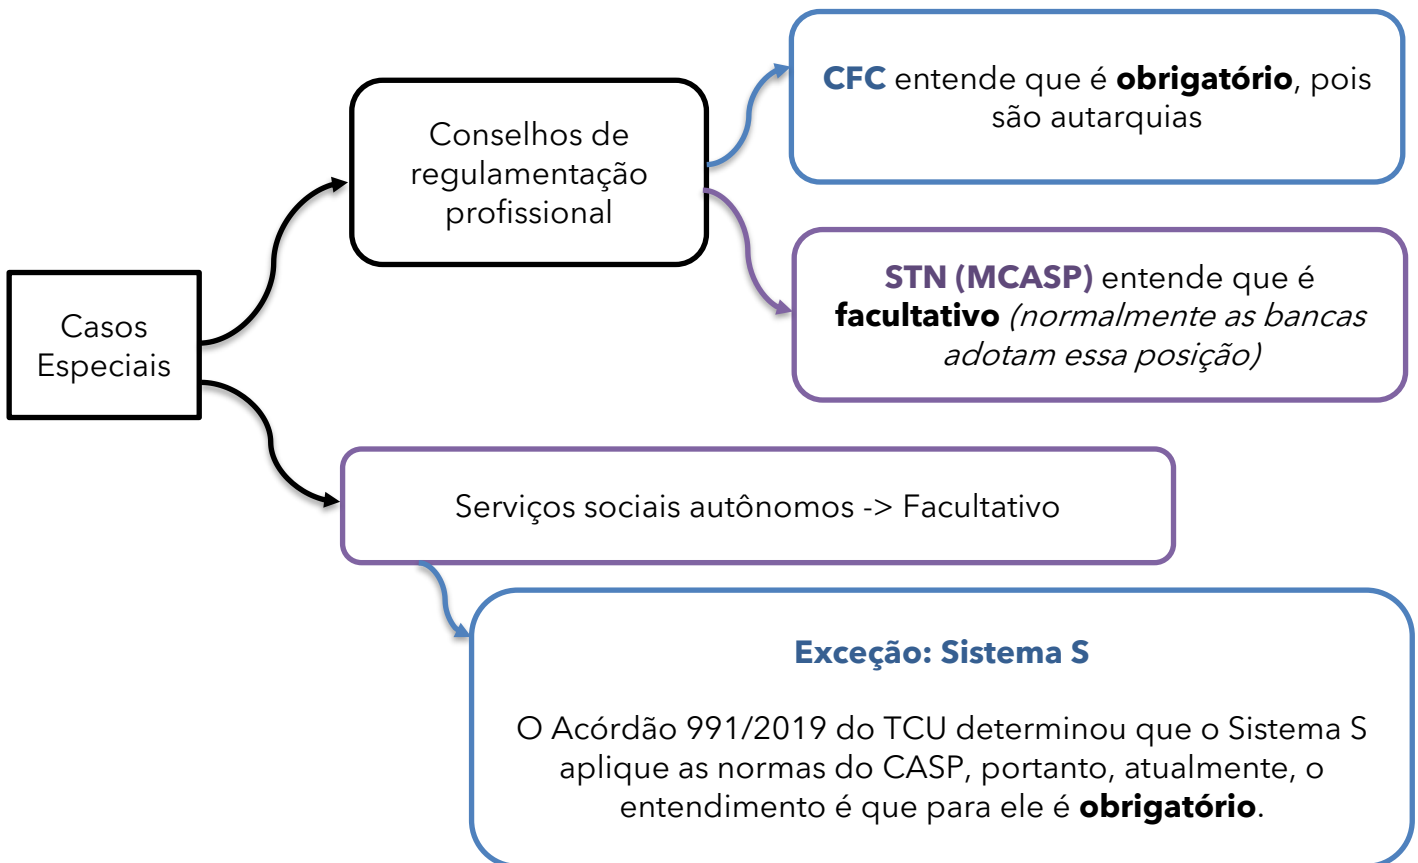 CFC entende que é obrigatório, pois
são autarquias
Conselhos de
regulamentação
profissional
STN (MCASP) entende que é
facultativo (normalmente as bancas
adotam essa posição)
Casos
Especiais
Serviços sociais autônomos -> Facultativo
Exceção: Sistema S
O Acórdão 991/2019 do TCU determinou que o Sistema S
aplique as normas do CASP, portanto, atualmente, o
entendimento é que para ele é obrigatório.